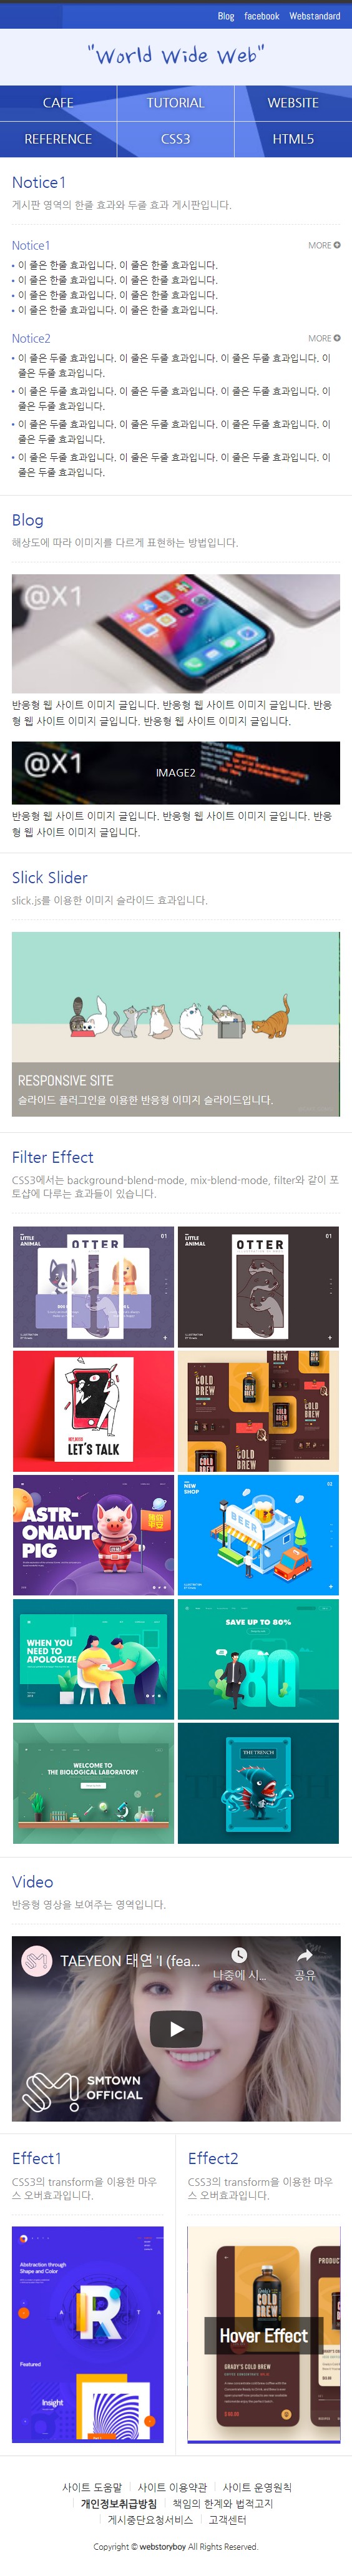 Blog facebook Webstandard
"World Wide Web"
CAFE TUTORIAL WEBSITE
REFERENCE CSS3 HTML5
Notice1
게시판 영역의 한줄 효과와 두줄 효과 게시판입니다.
Notice1 MORE
이 줄은 한줄 효과입니다. 이 줄은 한줄 효과입니다.
이 줄은 한줄 효과입니다. 이 줄은 한줄 효과입니다.
이 줄은 한줄 효과입니다. 이 줄은 한줄 효과입니다.
이 줄은 한줄 효과입니다. 이 줄은 한줄 효과입니다.
Notice2 MORE
이 줄은 두줄 효과입니다. 이 줄은 두줄 효과입니다. 이 줄은 두줄 효과입니다. 이
줄은 두줄 효과입니다.
이 줄은 두줄 효과입니다. 이 줄은 두줄 효과입니다. 이 줄은 두줄 효과입니다. 이
줄은 두줄 효과입니다.
이 줄은 두줄 효과입니다. 이 줄은 두줄 효과입니다. 이 줄은 두줄 효과입니다. 이
줄은 두줄 효과입니다.
이 줄은 두줄 효과입니다. 이 줄은 두줄 효과입니다. 이 줄은 두줄 효과입니다. 이
줄은 두줄 효과입니다.
Blog
해상도에 따라 이미지를 다르게 표현하는 방법입니다.
@X1
반응형 웹 사이트 이미지 글입니다. 반응형 웹 사이트 이미지 글입니다. 반응
형 웹 사이트 이미지 글입니다. 반응형 웹 사이트 이미지 글입니다.
@X1
IMAGE2
반응형 웹 사이트 이미지 글입니다. 반응형 웹 사이트 이미지 글입니다. 반응
형 웹 사이트 이미지 글입니다.
Slick Slider
slick.js를 이용한 이미지 슬라이드 효과입니다.
RESPONSIVE SITE
슬라이드 플러그인을 이용한 반응형 이미지 슬라이드입니다.
Filter Effect
CSS3에서는 background-blend-mode, mix-blend-mode, filter와 같이 포
토샵에 다루는 효과들이 있습니다.
LITTLE
ANIMAL
OTTER
01
LITTLE
ANIMAL
OTTER
01
LET'S TALK
COLD
BREW
COLD
BREW
COLD
BREW
ASTR-
ONAUT
PIG
NEW
SHOP
BEER
WHEN YOU
NEED TO
APOLOGIZE
SAVE UP TO 80%
80
WELCOME TO
THE BIOLOGICAL LABORATORY
THE TRENCH
Video
반응형 영상을 보여주는 영역입니다.
TAEYEON 태연 'I (fea...
나중에 시...
공유
SMTOWN
OFFICIAL
Effect1
CSS3의 transform을 이용한 마우
스 오버효과입니다.
Abstraction through
Shape and Color
R
Featured
Insight
Effect2
CSS3의 transform을 이용한 마우
스 오버효과입니다.
PRODUC
COLD
BREW
Hover Effect
GRADY'S COLD BREW
사이트 도움말 사이트 이용약관 사이트 운영원칙
개인정보취급방침 책임의 한계와 법적고지
게시중단요청서비스 고객센터
Copyright © webstoryboy All Rights Reserved.